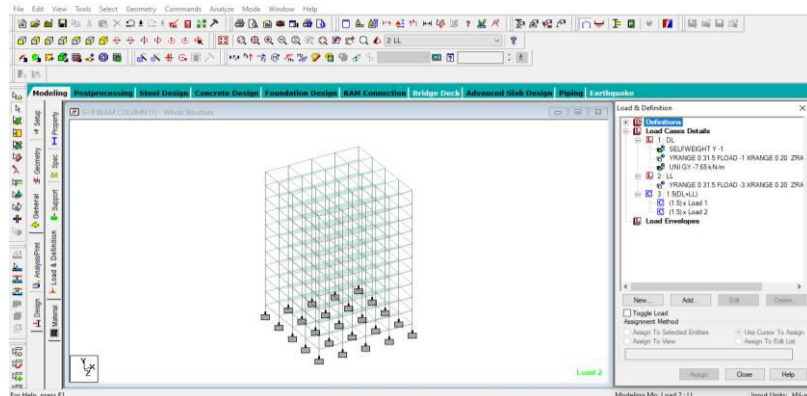 File Edit View Tools Select Geometry Commands Analyze Mode Window Help
2: LL
Modeling Postprocessing Steel Design Concrete Design Foundation Design RAM Connection Bridge Deck Advanced Slab Design Piping Earthquake
G+9 BEAM COLUMN (1) - Whole Structure
Setup
Geometry
General
Analysis/Print
Design
Property
Spec
Support
Load & Definition
Material
Y
X
Z
Load 2
Load & Definition
Definitions
Load Cases Details
1 : DL
SELFWEIGHT Y -1
YRANGE 0 31.5 FLOAD -1 XRANGE 0 20 ZRA
UNI GY -7.65 kN/m
2 : LL
YRANGE 0 31.5 FLOAD -3 XRANGE 0 20 ZRA
3 : 1.5(DL+LL)
(1.5) x Load 1
(1.5) x Load 2
Load Envelopes
New... Add... Edit... Delete...
Toggle Load
Assignment Method
Assign To Selected Entities Use Cursor To Assign
Assign To View Assign To Edit List
Assign Close Help
For Help, press F1
Modeling Mo Load 2 : LL Input Units: